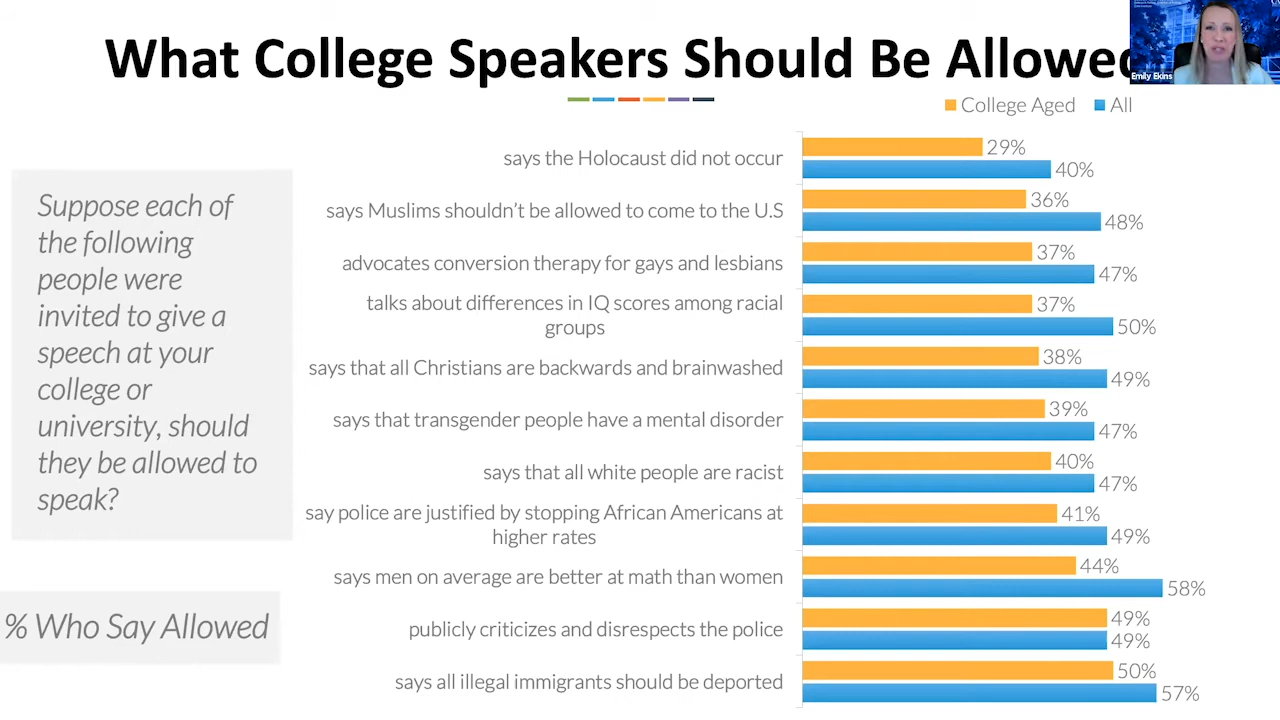 What College Speakers Should Be Allowed
Emily Ekins
College Aged
All
Suppose each of
the following
people were
invited to give a
speech at your
college or
university, should
they be allowed to
speak?
% Who Say Allowed
says the Holocaust did not occur
29%
40%
says Muslims shouldn't be allowed to come to the U.S
36%
48%
advocates conversion therapy for gays and lesbians
37%
47%
talks about differences in IQ scores among racial
groups
37%
50%
says that all Christians are backwards and brainwashed
38%
49%
says that transgender people have a mental disorder
39%
47%
says that all white people are racist
40%
47%
say police are justified by stopping African Americans at
higher rates
41%
49%
says men on average are better at math than women
44%
58%
publicly criticizes and disrespects the police
49%
49%
says all illegal immigrants should be deported
50%
57%